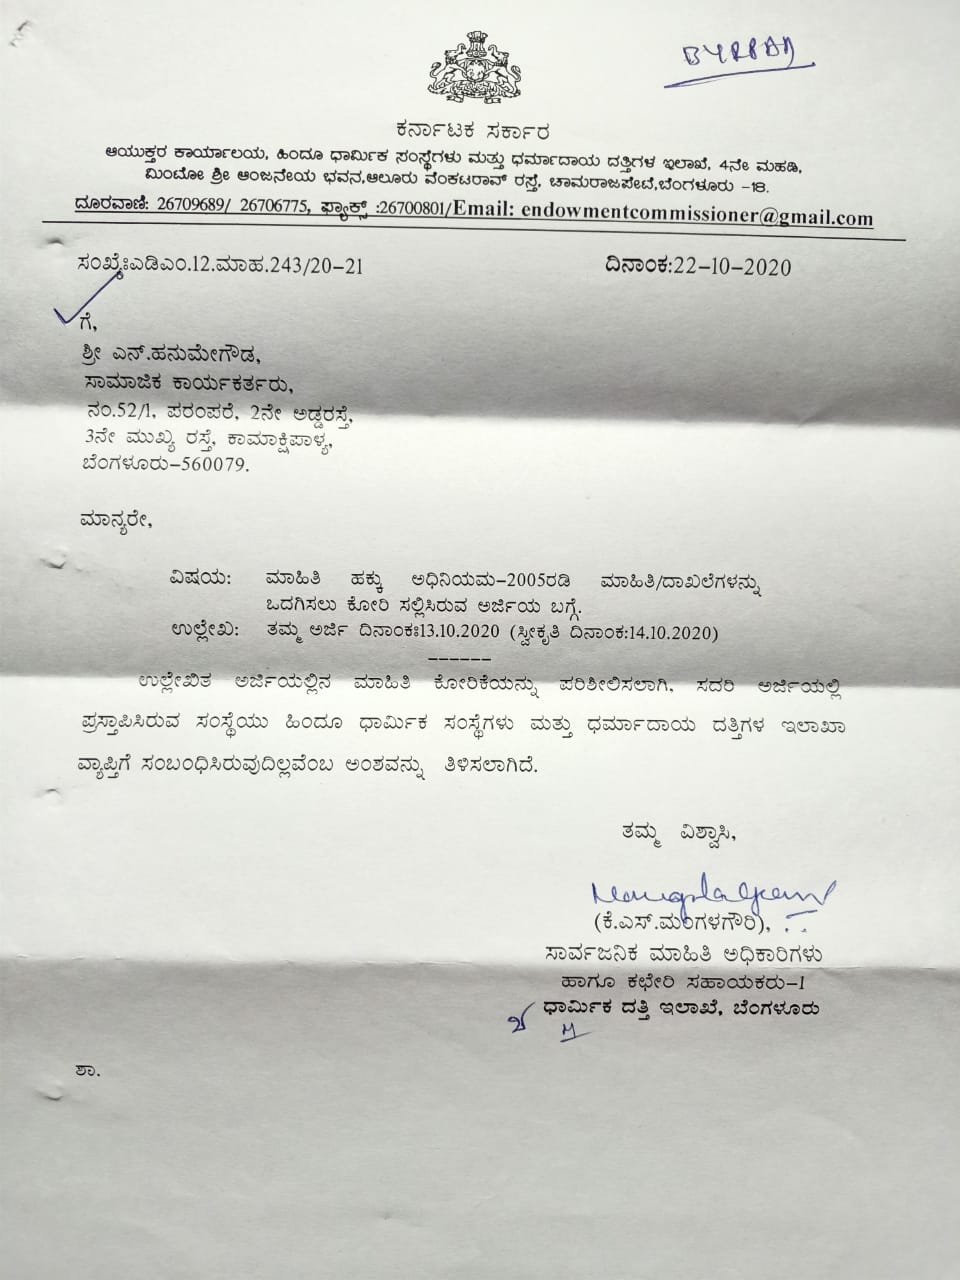 ಕರ್ನಾಟಕ ಸರ್ಕಾರ
ಆಯುಕ್ತರ ಕಾರ್ಯಾಲಯ, ಹಿಂದೂ ಧಾರ್ಮಿಕ ಸಂಸ್ಥೆಗಳು ಮತ್ತು ಧರ್ಮಾದಾಯ ದತ್ತಿಗಳ ಇಲಾಖೆ, 4ನೇ ಮಹಡಿ,
ಮಿಂಟೋ ಶ್ರೀ ಆಂಜನೇಯ ಭವನ,ಆಲೂರು ವೆಂಕಟರಾವ್ ರಸ್ತೆ, ಚಾಮರಾಜಪೇಟೆ,ಬೆಂಗಳೂರು -18.
ದೂರವಾಣಿ: 26709689/ 26706775, ಫ್ಯಾಕ್ಸ್ :26700801/Email: endowmentcommissioner@gmail.com
ಸಂಖ್ಯೆಃಎಡಿಎಂ.12.ಮಾಹ.243/20-21 ದಿನಾಂಕ:22-10-2020
ಗೆ,
ಶ್ರೀ ಎನ್.ಹನುಮೇಗೌಡ,
ಸಾಮಾಜಿಕ ಕಾರ್ಯಕರ್ತರು,
ನಂ.52/1, ಪರಂಪರೆ, 2ನೇ ಅಡ್ಡರಸ್ತೆ,
3ನೇ ಮುಖ್ಯ ರಸ್ತೆ, ಕಾಮಾಕ್ಷಿಪಾಳ್ಯ,
ಬೆಂಗಳೂರು-560079.
ಮಾನ್ಯರೇ,
ವಿಷಯ: ಮಾಹಿತಿ ಹಕ್ಕು ಅಧಿನಿಯಮ-2005ರಡಿ ಮಾಹಿತಿ/ದಾಖಲೆಗಳನ್ನು
ಒದಗಿಸಲು ಕೋರಿ ಸಲ್ಲಿಸಿರುವ ಅರ್ಜಿಯ ಬಗ್ಗೆ.
ಉಲ್ಲೇಖ: ತಮ್ಮ ಅರ್ಜಿ ದಿನಾಂಕಃ13.10.2020 (ಸ್ವೀಕೃತಿ ದಿನಾಂಕ:14.10.2020)
------
ಉಲ್ಲೇಖಿತ ಅರ್ಜಿಯಲ್ಲಿನ ಮಾಹಿತಿ ಕೋರಿಕೆಯನ್ನು ಪರಿಶೀಲಿಸಲಾಗಿ, ಸದರಿ ಅರ್ಜಿಯಲ್ಲಿ
ಪ್ರಸ್ತಾಪಿಸಿರುವ ಸಂಸ್ಥೆಯು ಹಿಂದೂ ಧಾರ್ಮಿಕ ಸಂಸ್ಥೆಗಳು ಮತ್ತು ಧರ್ಮಾದಾಯ ದತ್ತಿಗಳ ಇಲಾಖಾ
ವ್ಯಾಪ್ತಿಗೆ ಸಂಬಂಧಿಸಿರುವುದಿಲ್ಲವೆಂಬ ಅಂಶವನ್ನು ತಿಳಿಸಲಾಗಿದೆ.
ತಮ್ಮ ವಿಶ್ವಾಸಿ,
(ಕೆ.ಎಸ್.ಮಂಗಳಗೌರಿ),
ಸಾರ್ವಜನಿಕ ಮಾಹಿತಿ ಅಧಿಕಾರಿಗಳು
ಹಾಗೂ ಕಛೇರಿ ಸಹಾಯಕರು-1
ಧಾರ್ಮಿಕ ದತ್ತಿ ಇಲಾಖೆ, ಬೆಂಗಳೂರು
ಶಾ.